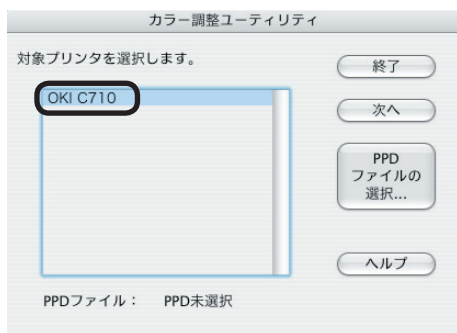 カラー調整ユーティリティ
対象プリンタを選択します。
OKI C710
終了
次へ
PPD
ファイルの
選択...
ヘルプ
PPDファイル： PPD未選択